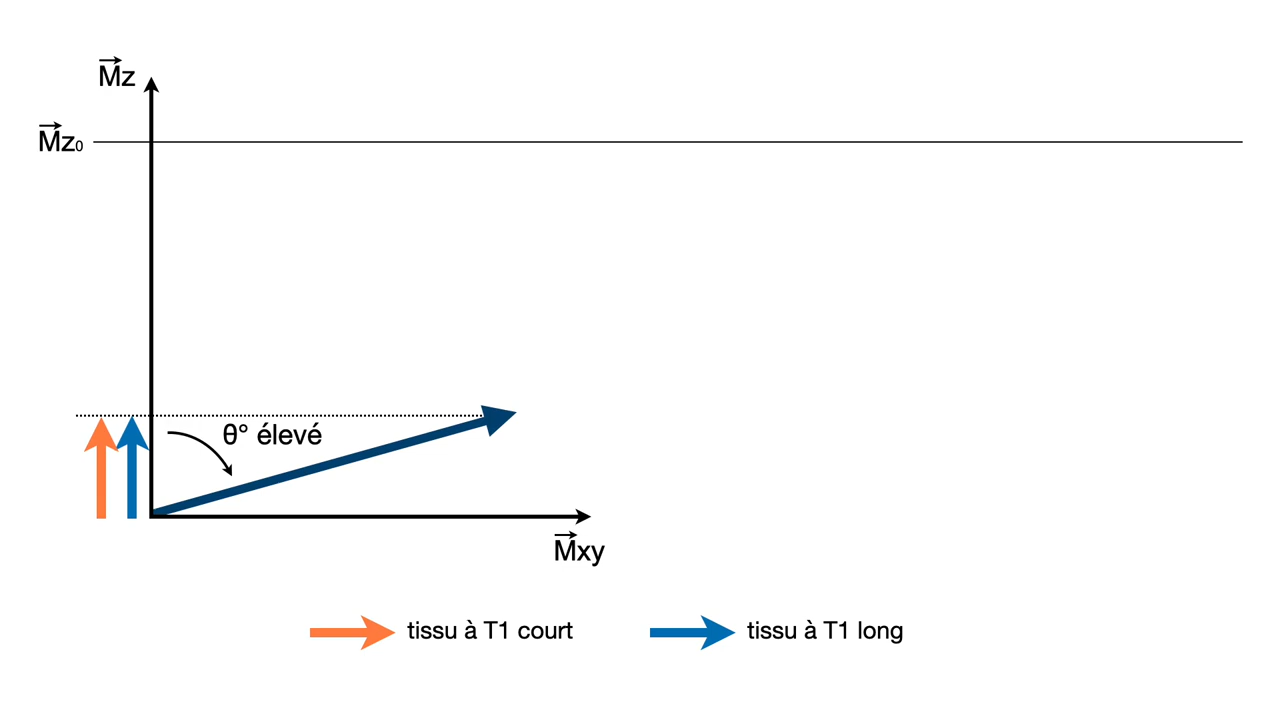 Mz
Mz₀
θ° élevé
Mxy
tissu à T1 court
tissu à T1 long